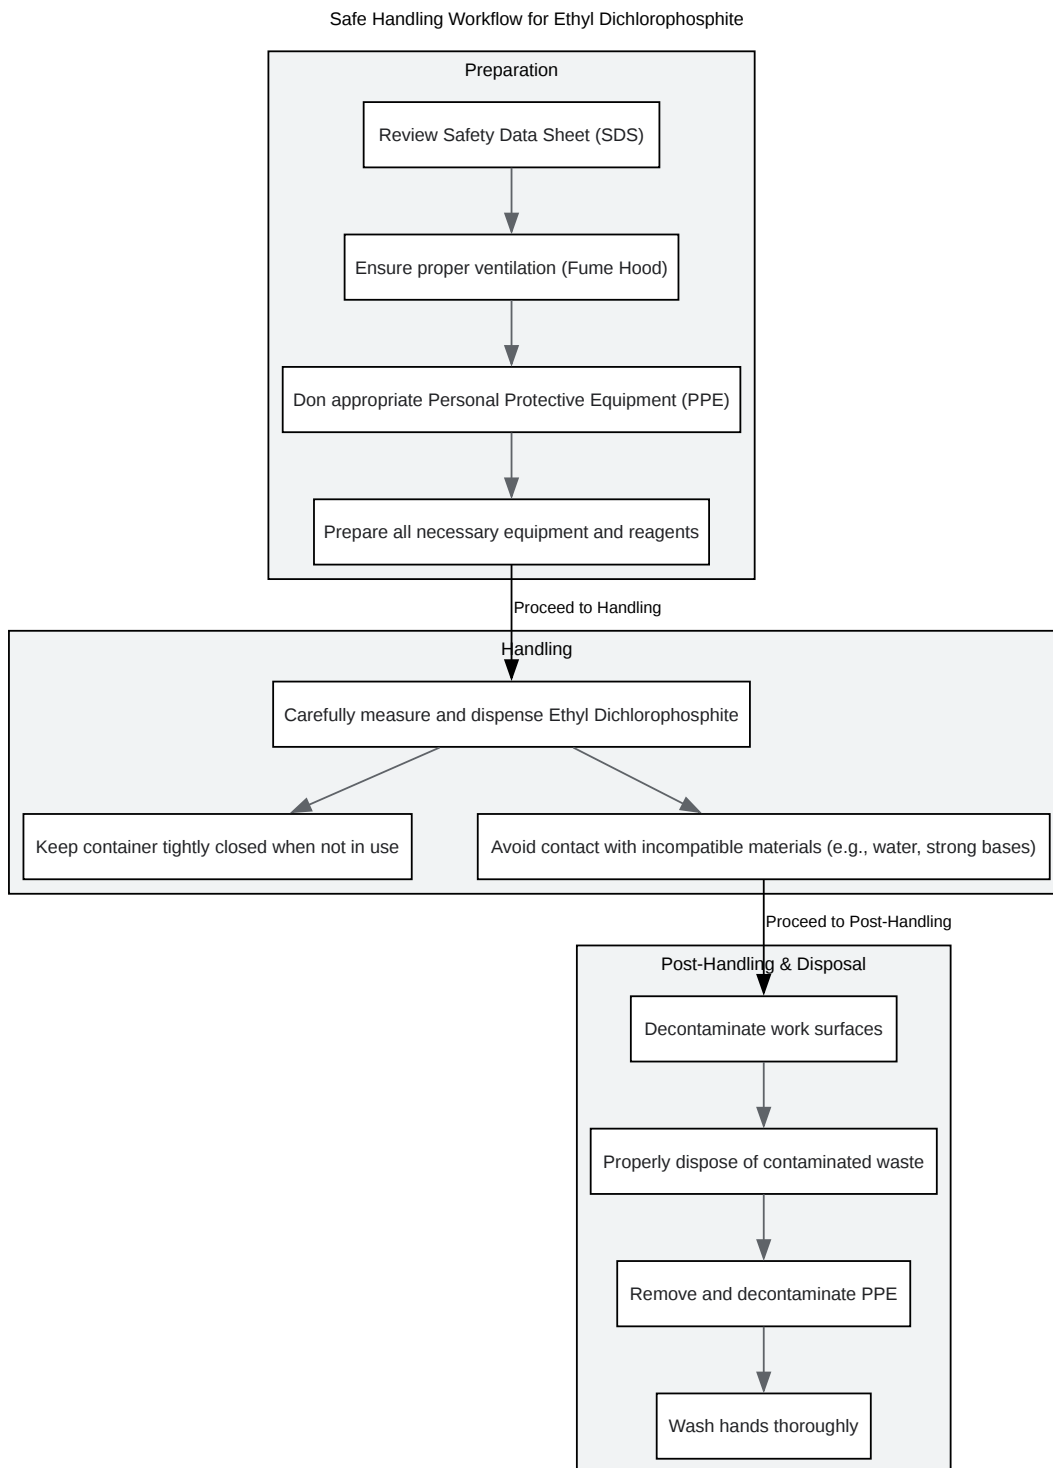 Safe Handling Workflow for Ethyl Dichlorophosphite
Preparation
Review Safety Data Sheet (SDS)
Ensure proper ventilation (Fume Hood)
Don appropriate Personal Protective Equipment (PPE)
Prepare all necessary equipment and reagents
Proceed to Handling
Handling
Carefully measure and dispense Ethyl Dichlorophosphite
Keep container tightly closed when not in use
Avoid contact with incompatible materials (e.g., water, strong bases)
Proceed to Post-Handling
Post-Handling & Disposal
Decontaminate work surfaces
Properly dispose of contaminated waste
Remove and decontaminate PPE
Wash hands thoroughly